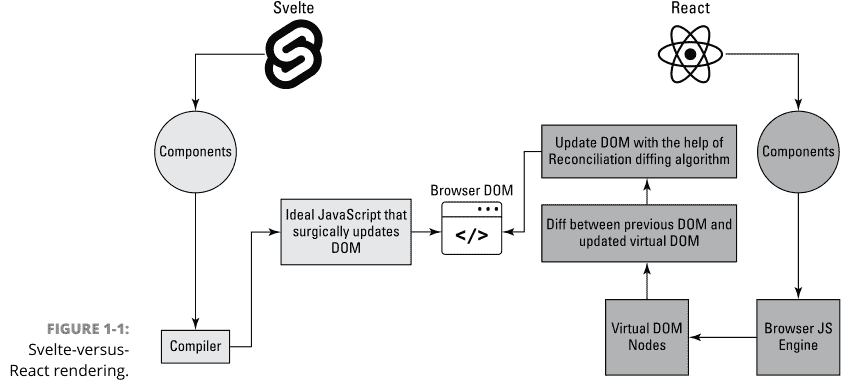 Svelte
React
Components
Components
Update DOM with the help of
Reconciliation diffing algorithm
Browser DOM
</>
Ideal JavaScript that
surgically updates
DOM
Diff between previous DOM and
updated virtual DOM
Compiler
Virtual DOM
Nodes
Browser JS
Engine
FIGURE 1-1:
Svelte-versus-
React rendering.